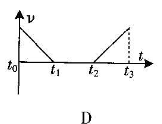 v
t₀ t₁ t₂ t₃ t
D